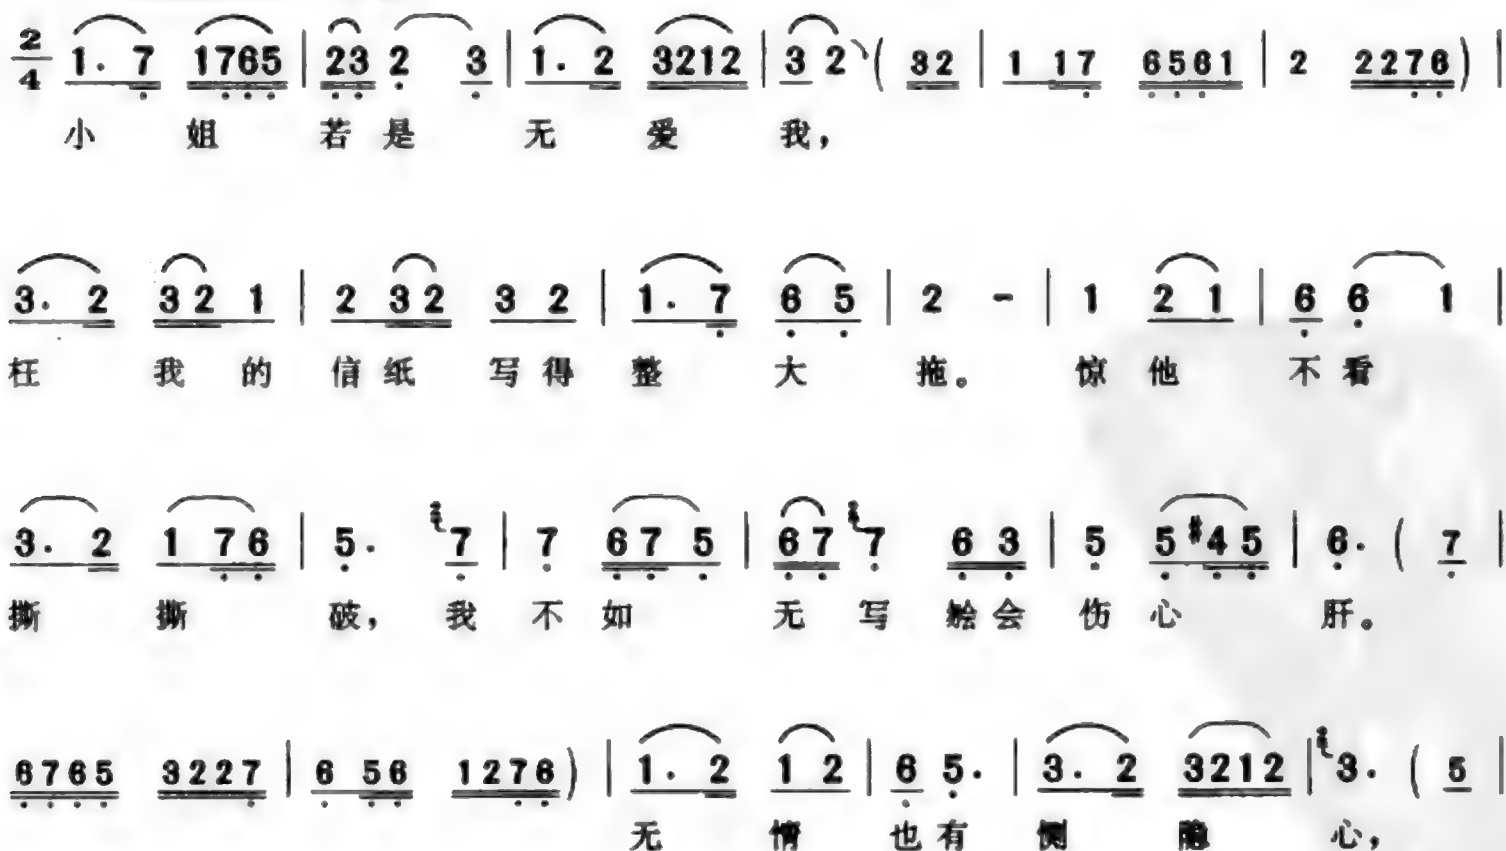 2/4 1. 7 1765 | 23 2 3 | 1. 2 3212 | 3 2 ( 32 | 1 17 6561 | 2 2276 ) |
小 姐 若 是 无 爱 我，
3. 2 32 1 | 2 32 3 2 | 1. 7 6 5 | 2 - | 1 2 1 | 6 6 1 |
枉 我 的 信 纸 写 得 整 大 拖。 惊 他 不 看
3. 2 1 76 | 5. 2 7 | 7 67 5 | 67 2 7 6 3 | 5 5 #4 5 | 6. ( 7 |
撕 撕 破， 我 不 如 无 写 会 伤 心 肝。
6765 3227 | 6 56 1276 ) | 1. 2 1 2 | 6 5. | 3. 2 3212 | 2 3. ( 5 |
无 情 也 有 恻 隐 心，